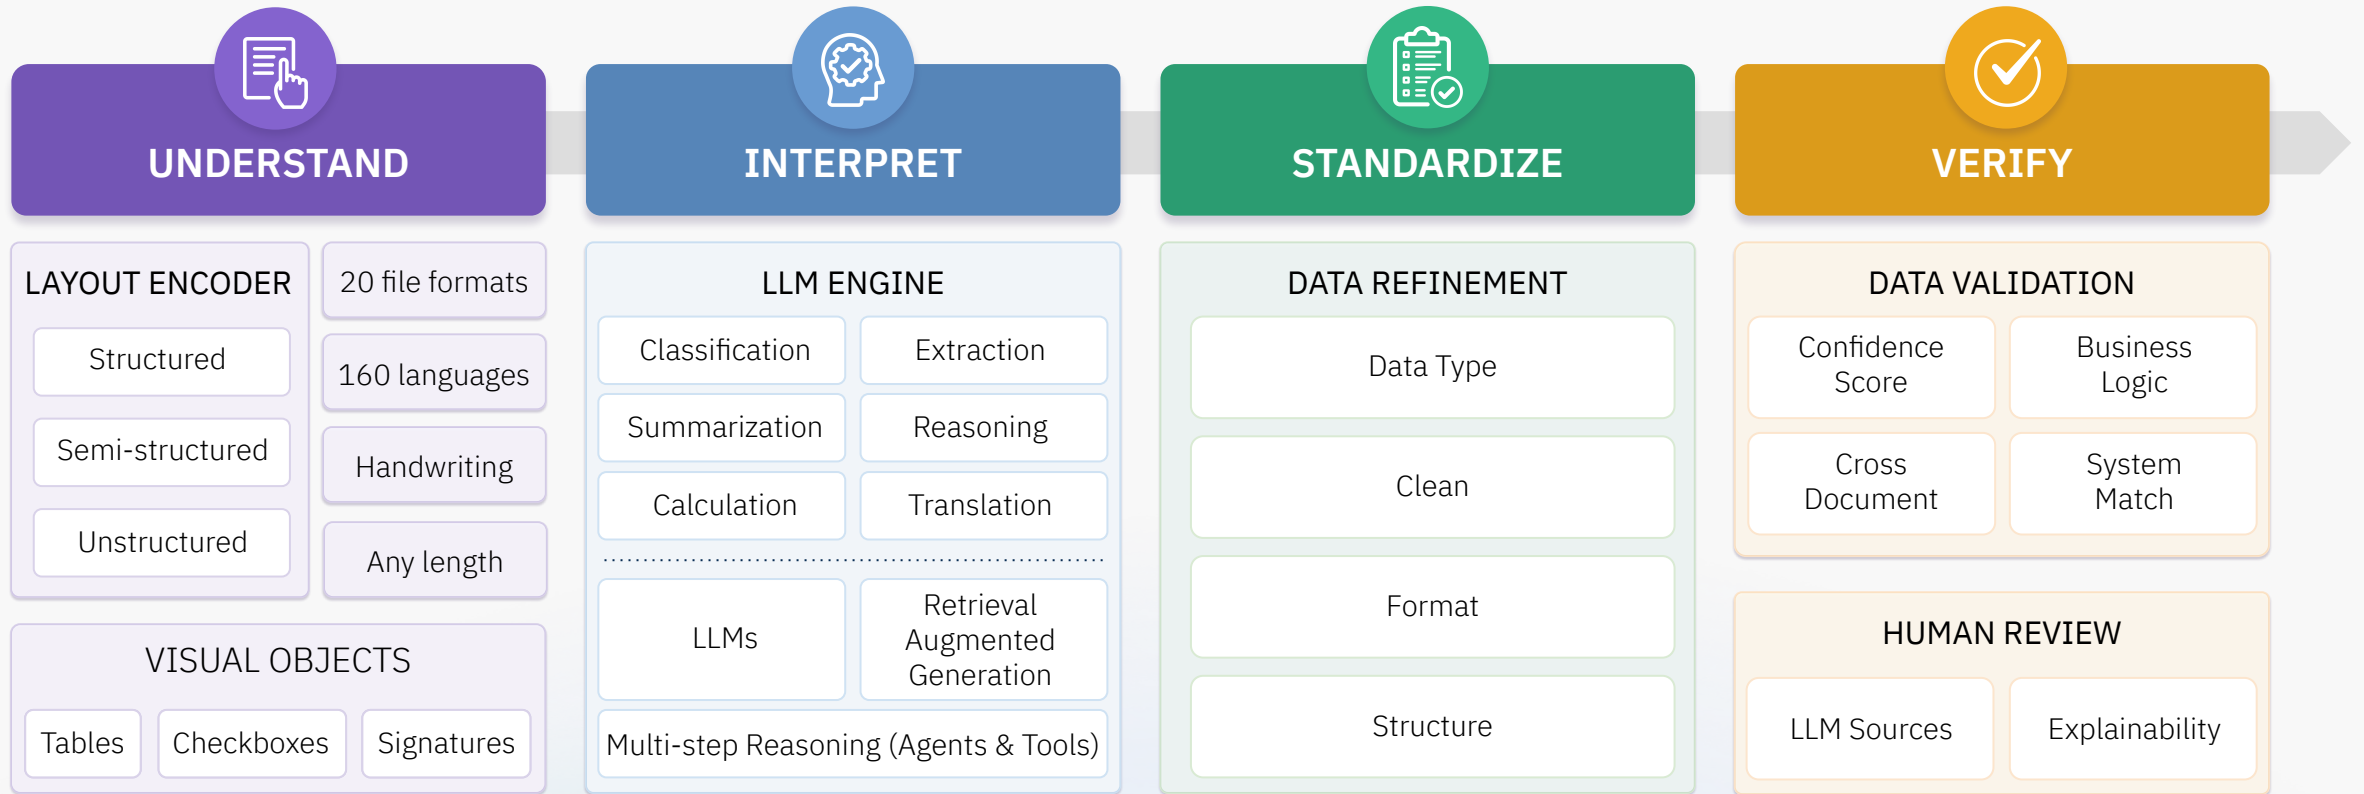 UNDERSTAND
LAYOUT ENCODER
Structured
Semi-structured
Unstructured
20 file formats
160 languages
Handwriting
Any length
VISUAL OBJECTS
Tables
Checkboxes
Signatures
INTERPRET
LLM ENGINE
Classification
Extraction
Summarization
Reasoning
Calculation
Translation
LLMs
Retrieval
Augmented
Generation
Multi-step Reasoning (Agents & Tools)
STANDARDIZE
DATA REFINEMENT
Data Type
Clean
Format
Structure
VERIFY
DATA VALIDATION
Confidence
Score
Business
Logic
Cross
Document
System
Match
HUMAN REVIEW
LLM Sources
Explainability